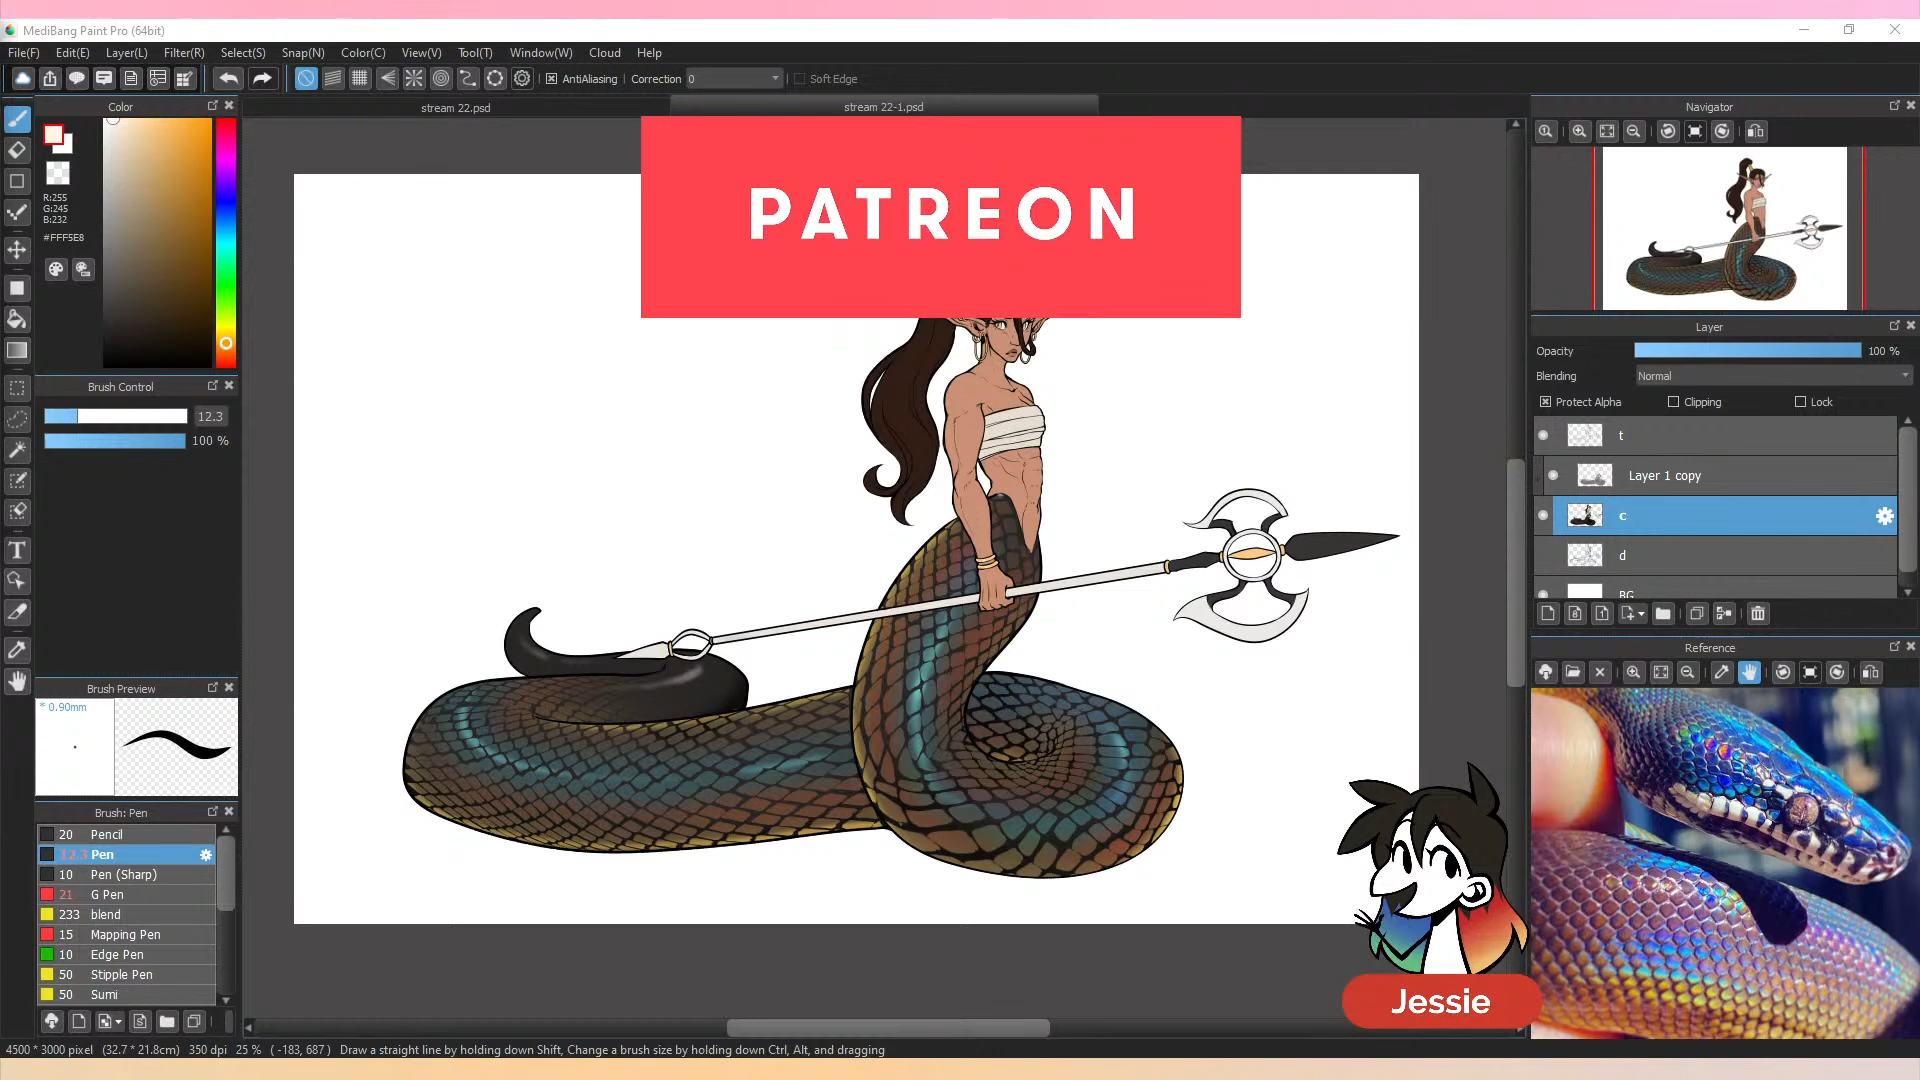 MediBang Paint Pro (64bit)
File(F) Edit(E) Layer(L) Filter(R) Select(S) Snap(N) Color(C) View(V) Tool(T) Window(W) Cloud Help
AntiAliasing Correction 0 Soft Edge
Color
stream 22.psd
stream 22-1.psd
R:255
G:245
B:232
#FFF5E8
Brush Control
12.3
100 %
Brush Preview
* 0.90mm
Brush: Pen
20 Pencil
12.3 Pen
10 Pen (Sharp)
21 G Pen
233 blend
15 Mapping Pen
10 Edge Pen
50 Stipple Pen
50 Sumi
PATREON
Jessie
Navigator
Layer
Opacity 100 %
Blending Normal
Protect Alpha Clipping Lock
t
Layer 1 copy
c
d
BG
Reference
4500 * 3000 pixel (32.7 * 21.8cm) 350 dpi 25 % ( -183, 687 ) Draw a straight line by holding down Shift, Change a brush size by holding down Ctrl, Alt, and dragging